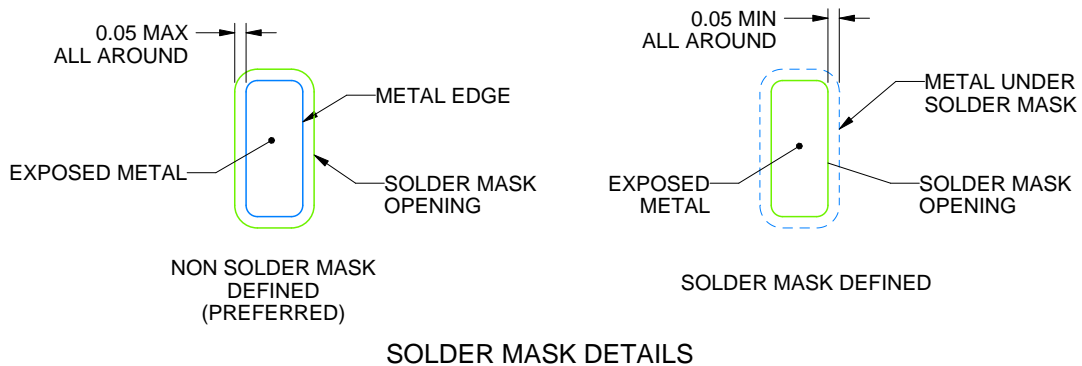 0.05 MAX
ALL AROUND
METAL EDGE
EXPOSED METAL
SOLDER MASK
OPENING
NON SOLDER MASK
DEFINED
(PREFERRED)
0.05 MIN
ALL AROUND
METAL UNDER
SOLDER MASK
EXPOSED
METAL
SOLDER MASK
OPENING
SOLDER MASK DEFINED
SOLDER MASK DETAILS